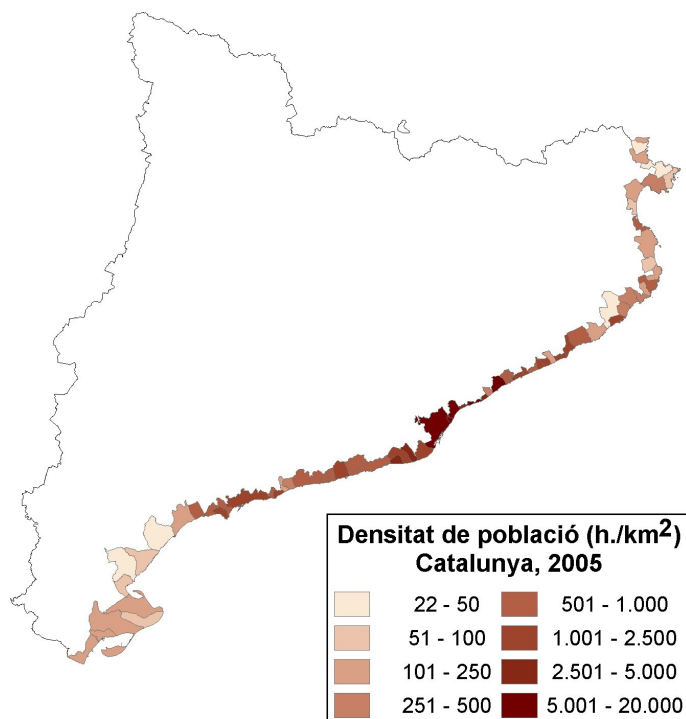 Densitat de població (h./km²)
Catalunya, 2005
22 - 50
51 - 100
101 - 250
251 - 500
501 - 1.000
1.001 - 2.500
2.501 - 5.000
5.001 - 20.000